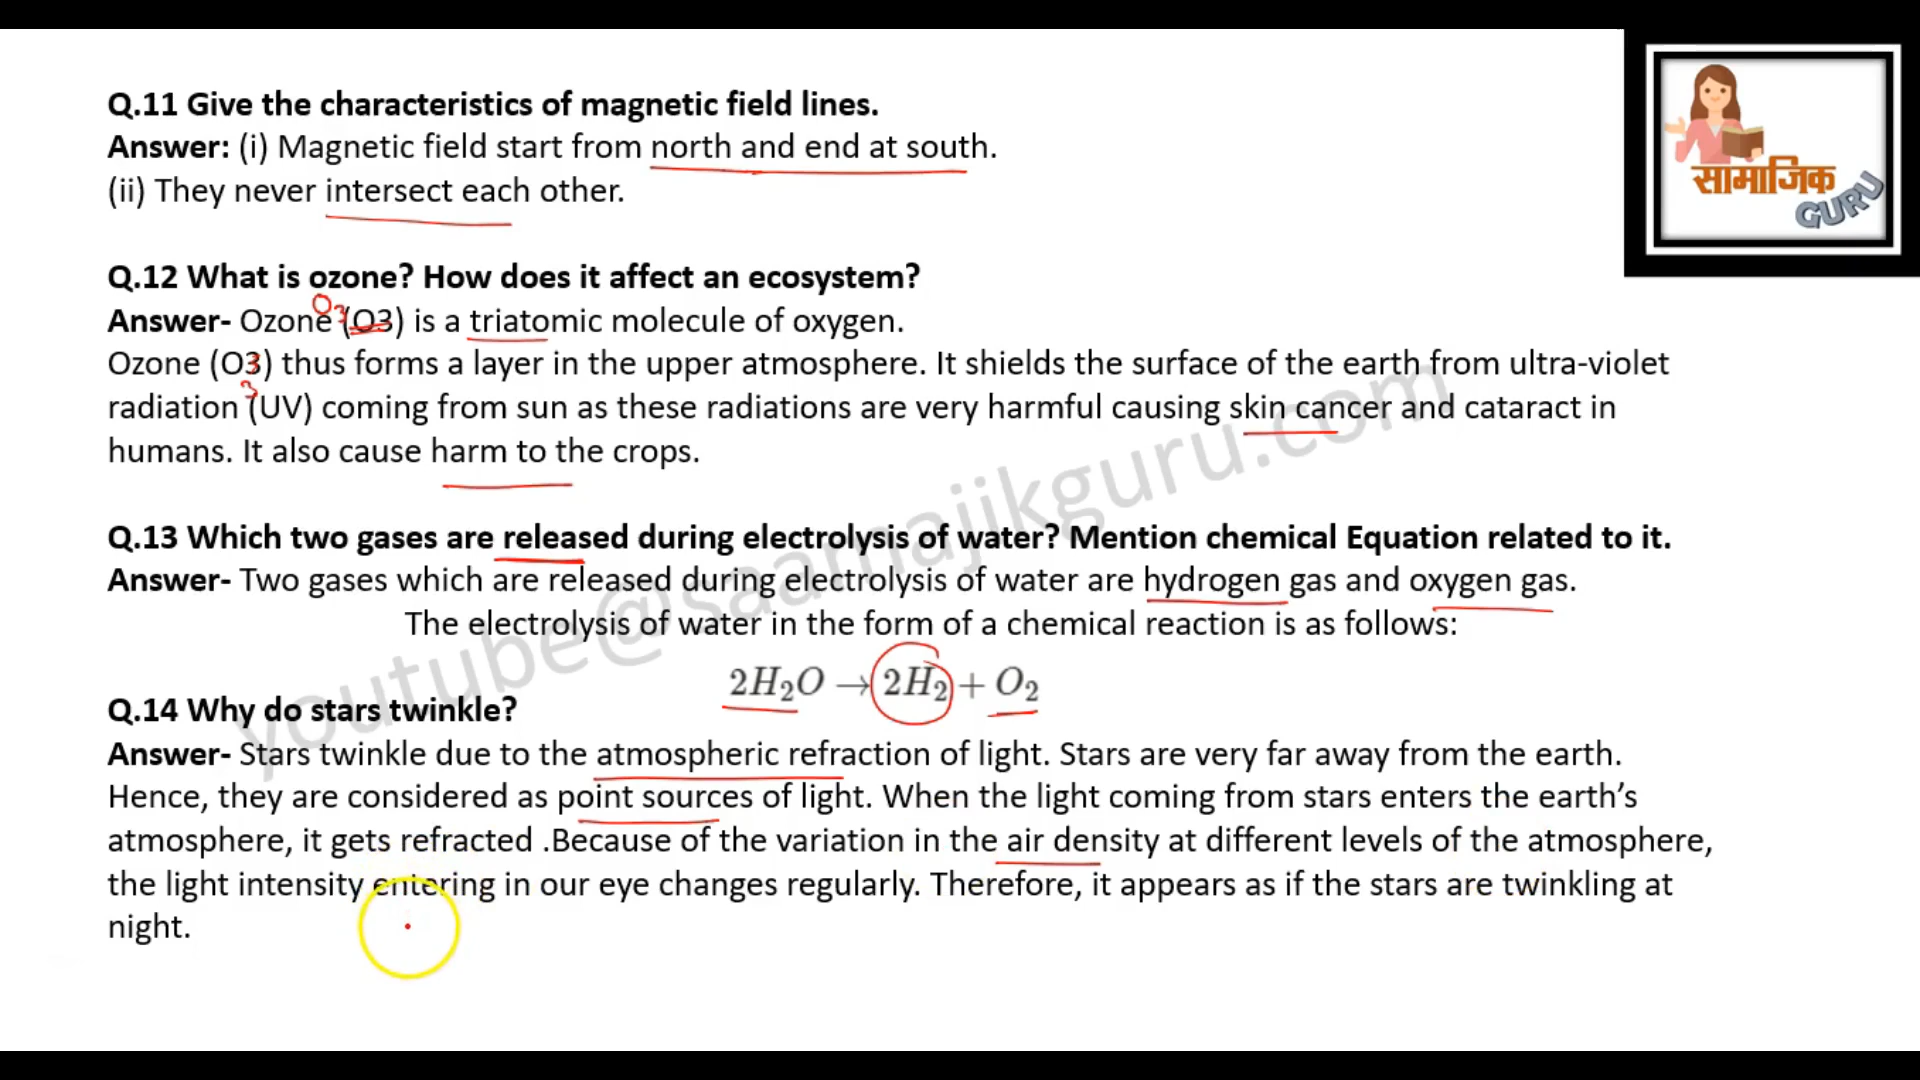 Q.11 Give the characteristics of magnetic field lines.
Answer: (i) Magnetic field start from north and end at south.
(ii) They never intersect each other.
सामाजिक
GURU
Q.12 What is ozone? How does it affect an ecosystem?
O3
Answer- Ozone (O3) is a triatomic molecule of oxygen.
Ozone (O3) thus forms a layer in the upper atmosphere. It shields the surface of the earth from ultra-violet
3
radiation (UV) coming from sun as these radiations are very harmful causing skin cancer and cataract in
humans. It also cause harm to the crops.
Q.13 Which two gases are released during electrolysis of water? Mention chemical Equation related to it.
Answer- Two gases which are released during electrolysis of water are hydrogen gas and oxygen gas.
The electrolysis of water in the form of a chemical reaction is as follows:
2H₂O → 2H₂ + O₂
Q.14 Why do stars twinkle?
Answer- Stars twinkle due to the atmospheric refraction of light. Stars are very far away from the earth.
Hence, they are considered as point sources of light. When the light coming from stars enters the earth’s
atmosphere, it gets refracted .Because of the variation in the air density at different levels of the atmosphere,
the light intensity entering in our eye changes regularly. Therefore, it appears as if the stars are twinkling at
night.
youtube@saamajikguru.com